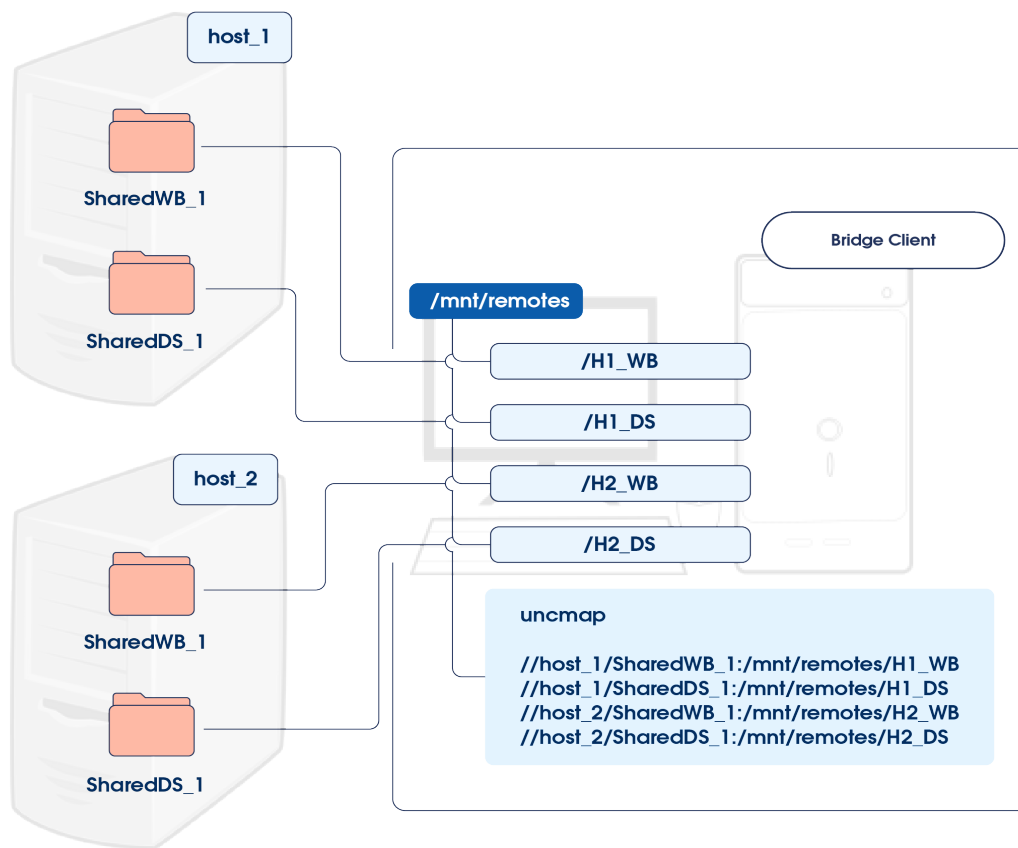 host_1
SharedWB_1
SharedDS_1
Bridge Client
/mnt/remotes
/H1_WB
/H1_DS
/H2_WB
/H2_DS
host_2
SharedWB_1
SharedDS_1
uncmap
//host_1/SharedWB_1:/mnt/remotes/H1_WB
//host_1/SharedDS_1:/mnt/remotes/H1_DS
//host_2/SharedWB_1:/mnt/remotes/H2_WB
//host_2/SharedDS_1:/mnt/remotes/H2_DS